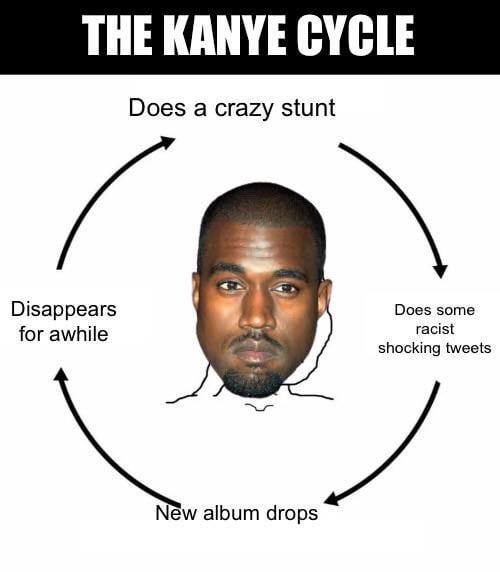 THE KANYE CYCLE
Does a crazy stunt
Does some
racist
shocking tweets
New album drops
Disappears
for awhile